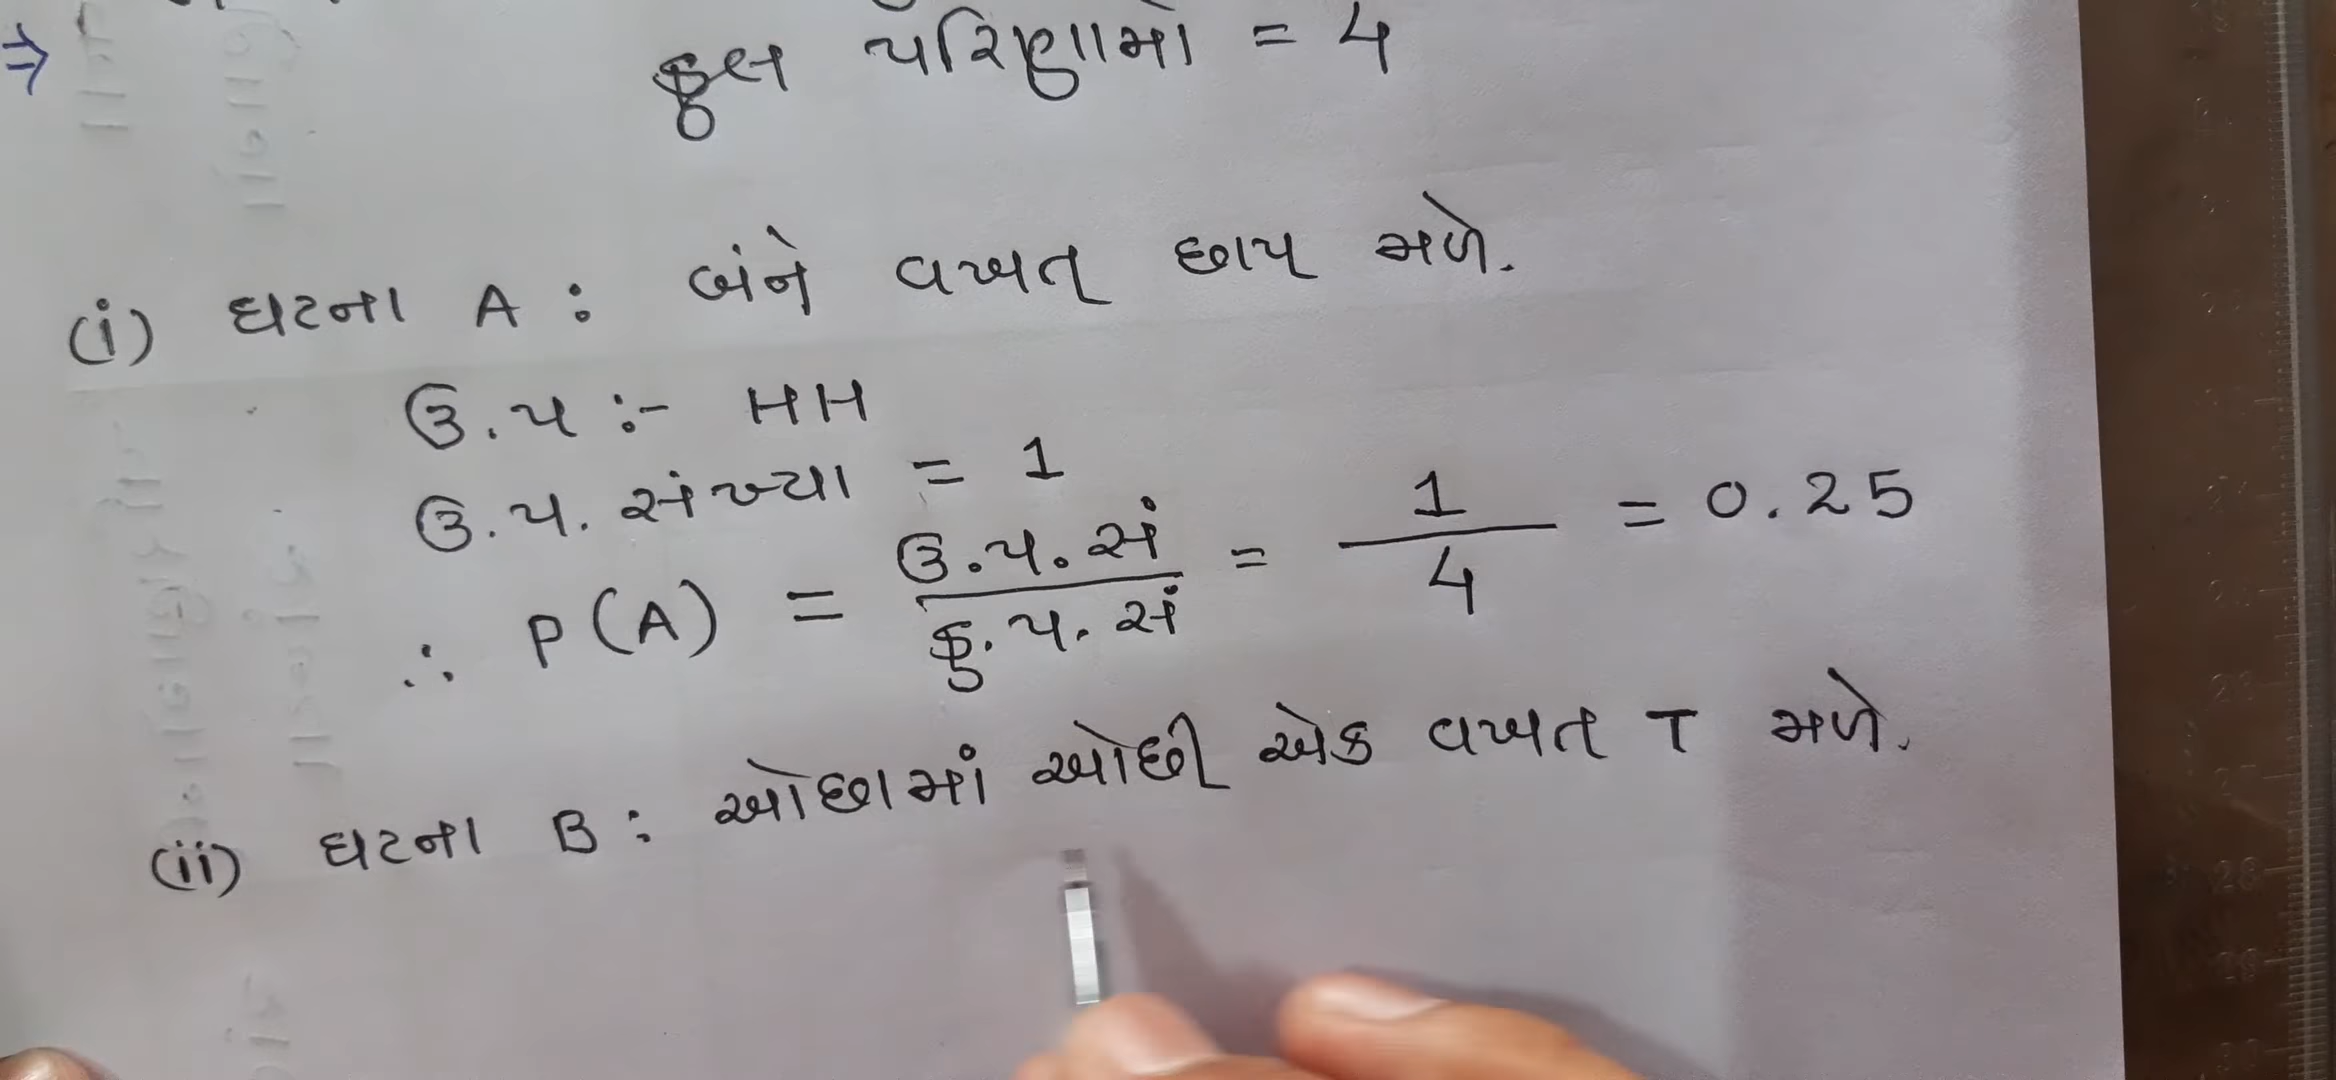 ⇒ કુલ પરિણામો = 4
(i) ઘટના A : બંને વખત છાપ મળે.
ઉ.પ :- HH
ઉ.પ. સંખ્યા = 1
∴ P(A) = ઉ.પ.સં / કુ.પ.સં = 1 / 4 = 0.25
(ii) ઘટના B : ઓછામાં ઓછી એક વખત T મળે.